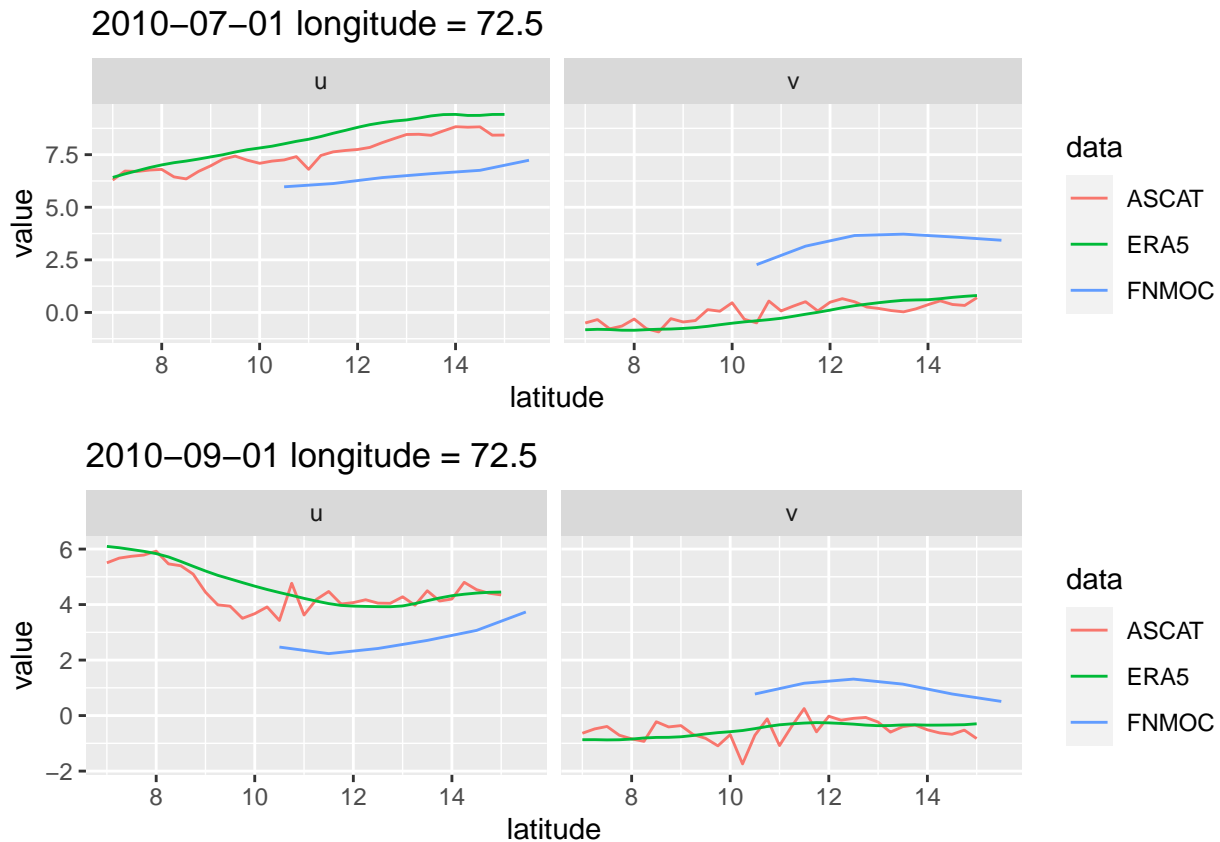 2010−07−01 longitude = 72.5
u
v
value
7.5
5.0
2.5
0.0
8 10 12 14
8 10 12 14
latitude
data
ASCAT
ERA5
FNMOC
2010−09−01 longitude = 72.5
u
v
value
6
4
2
0
−2
8 10 12 14
8 10 12 14
latitude
data
ASCAT
ERA5
FNMOC